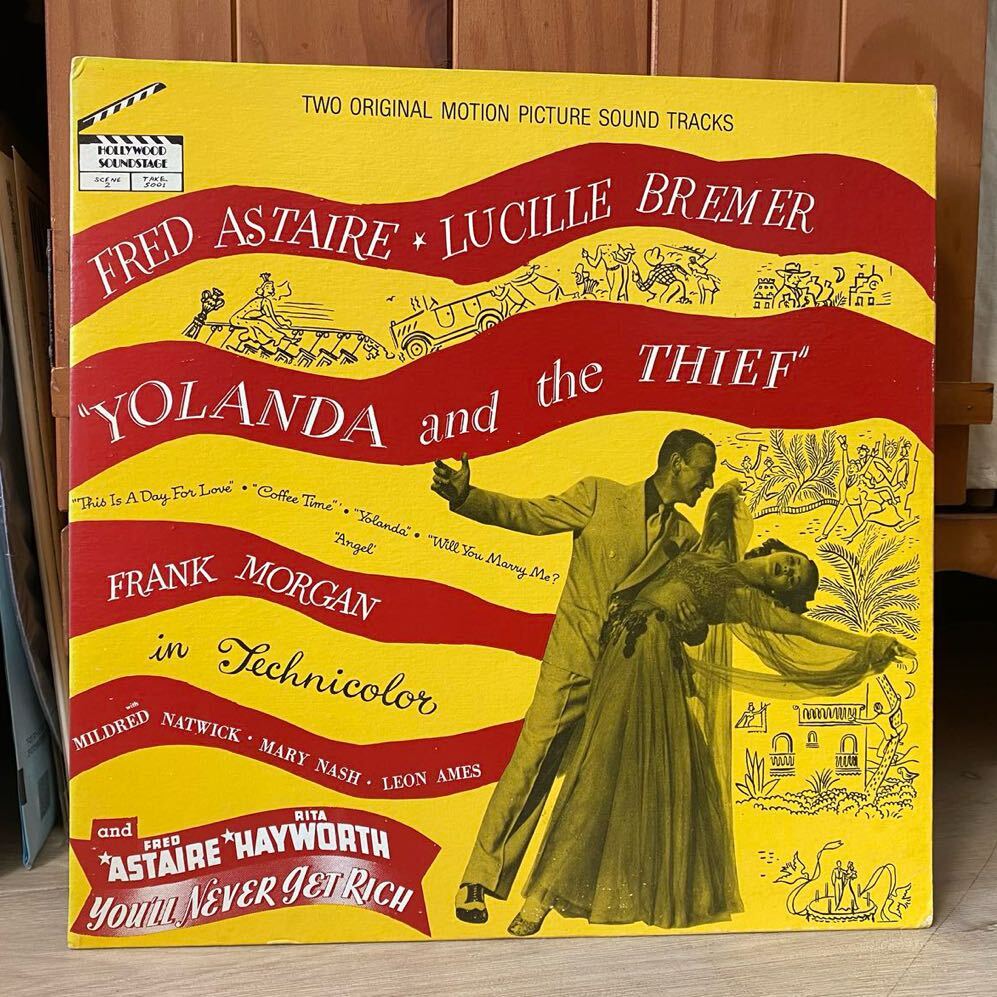 TWO ORIGINAL MOTION PICTURE SOUND TRACKS
HOLLYWOOD
SOUNDSTAGE
SCENE
2
TAKE
5001
FRED ASTAIRE ★ LUCILLE BREMER
"YOLANDA and the THIEF"
"This Is A Day For Love" • "Coffee Time" • "Yolanda" • "Will You Marry Me?
"Angel'
FRANK MORGAN
in Technicolor
with
MILDRED NATWICK · MARY NASH · LEON AMES
and
★FRED ASTAIRE ★RITA HAYWORTH
YOU'LL NEVER GET RICH